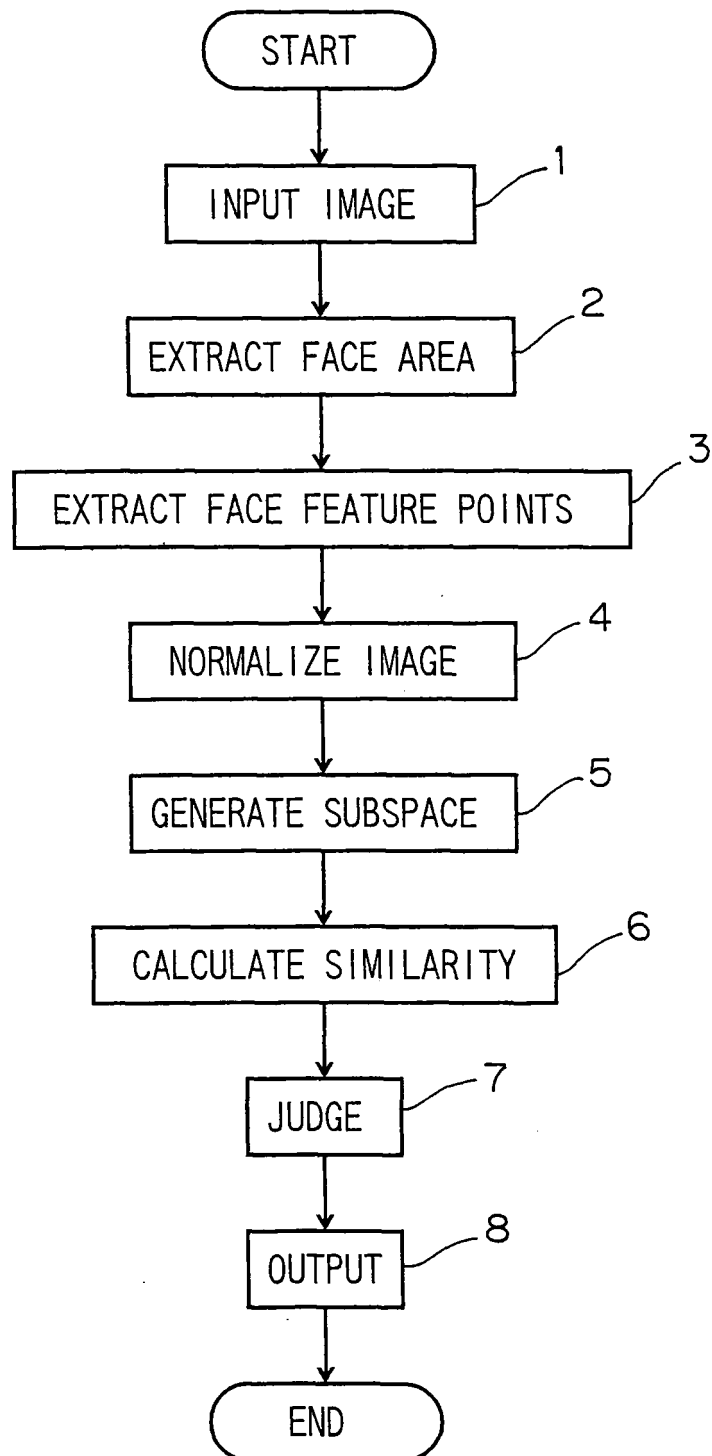 START
1
INPUT IMAGE
2
EXTRACT FACE AREA
3
EXTRACT FACE FEATURE POINTS
4
NORMALIZE IMAGE
5
GENERATE SUBSPACE
6
CALCULATE SIMILARITY
7
JUDGE
8
OUTPUT
END